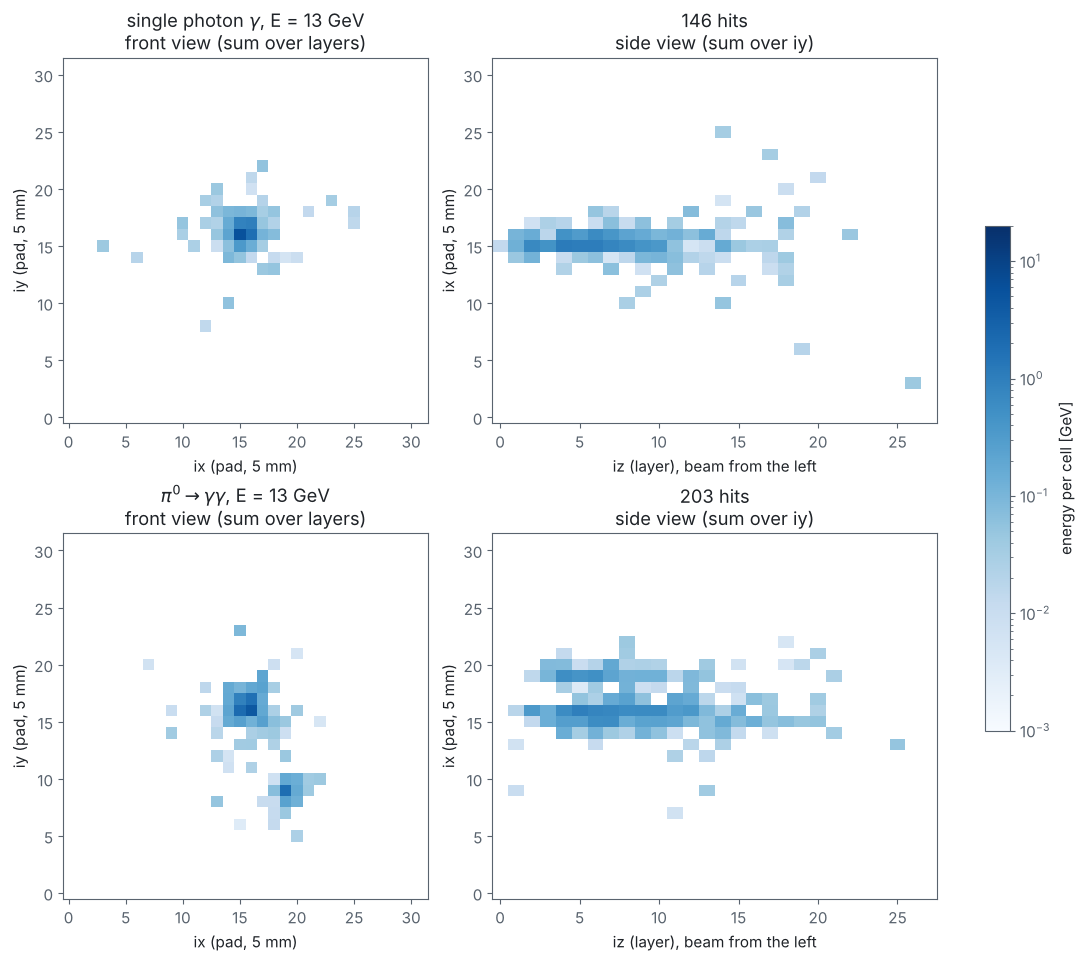 single photon γ, E = 13 GeV
front view (sum over layers)
146 hits
side view (sum over iy)
30
25
20
15
10
5
0
iy (pad, 5 mm)
0 5 10 15 20 25 30
ix (pad, 5 mm)
25
20
15
10
5
0
30
ix (pad, 5 mm)
0 5 10 15 20 25
iz (layer), beam from the left
π⁰ → γγ, E = 13 GeV
front view (sum over layers)
203 hits
side view (sum over iy)
30
25
20
15
10
5
0
iy (pad, 5 mm)
0 5 10 15 20 25 30
ix (pad, 5 mm)
30
25
20
15
10
5
0
ix (pad, 5 mm)
0 5 10 15 20 25
iz (layer), beam from the left
10¹
10⁰
10⁻¹
10⁻²
10⁻³
energy per cell [GeV]